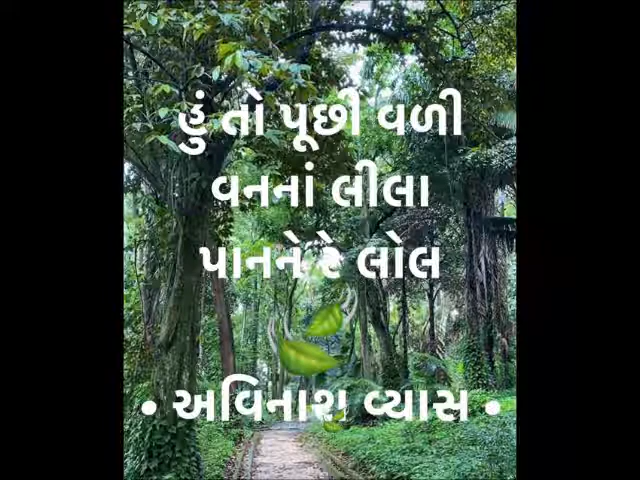 હું તો પૂછી વળી
વનનાં લીલા
પાનને રે લોલ
• અવિનાશ વ્યાસ •